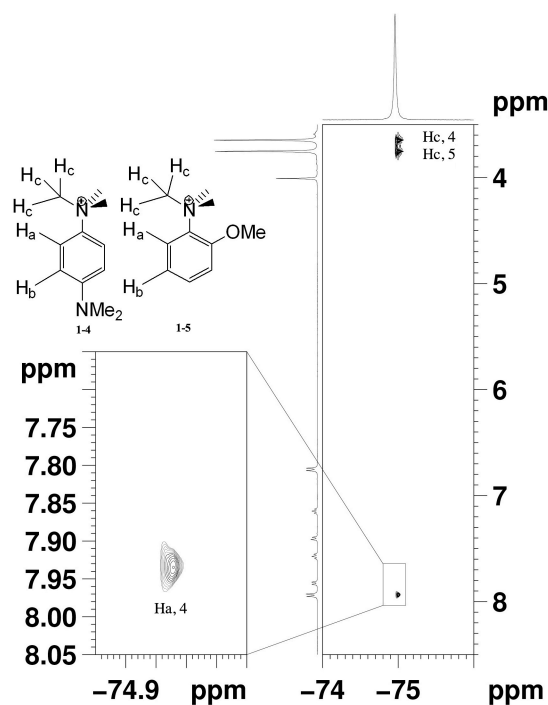 ppm
Hc, 4
Hc, 5
4
5
6
7
8
Hc Hc
Hc N⊕
Ha
Hb
NMe2
1-4
Hc Hc
Hc N⊕
Ha OMe
Hb
1-5
ppm
7.75
7.80
7.85
7.90
7.95
8.00
8.05
Ha, 4
−74.9 ppm
−74 −75 ppm